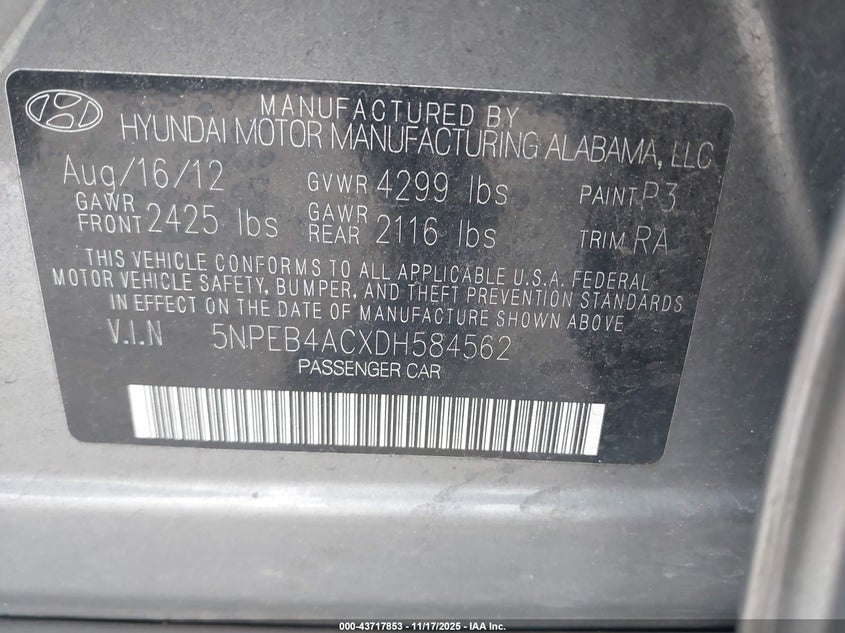 MANUFACTURED BY
HYUNDAI MOTOR MANUFACTURING ALABAMA, LLC
Aug/16/12 GVWR 4299 lbs PAINT P3
GAWR FRONT 2425 lbs GAWR REAR 2116 lbs TRIM RA
THIS VEHICLE CONFORMS TO ALL APPLICABLE U.S.A. FEDERAL
MOTOR VEHICLE SAFETY, BUMPER, AND THEFT PREVENTION STANDARDS
IN EFFECT ON THE DATE OF MANUFACTURE SHOWN ABOVE
V.I.N 5NPEB4ACXDH584562
PASSENGER CAR
000-43717853 - 11/17/2025 - IAA Inc.